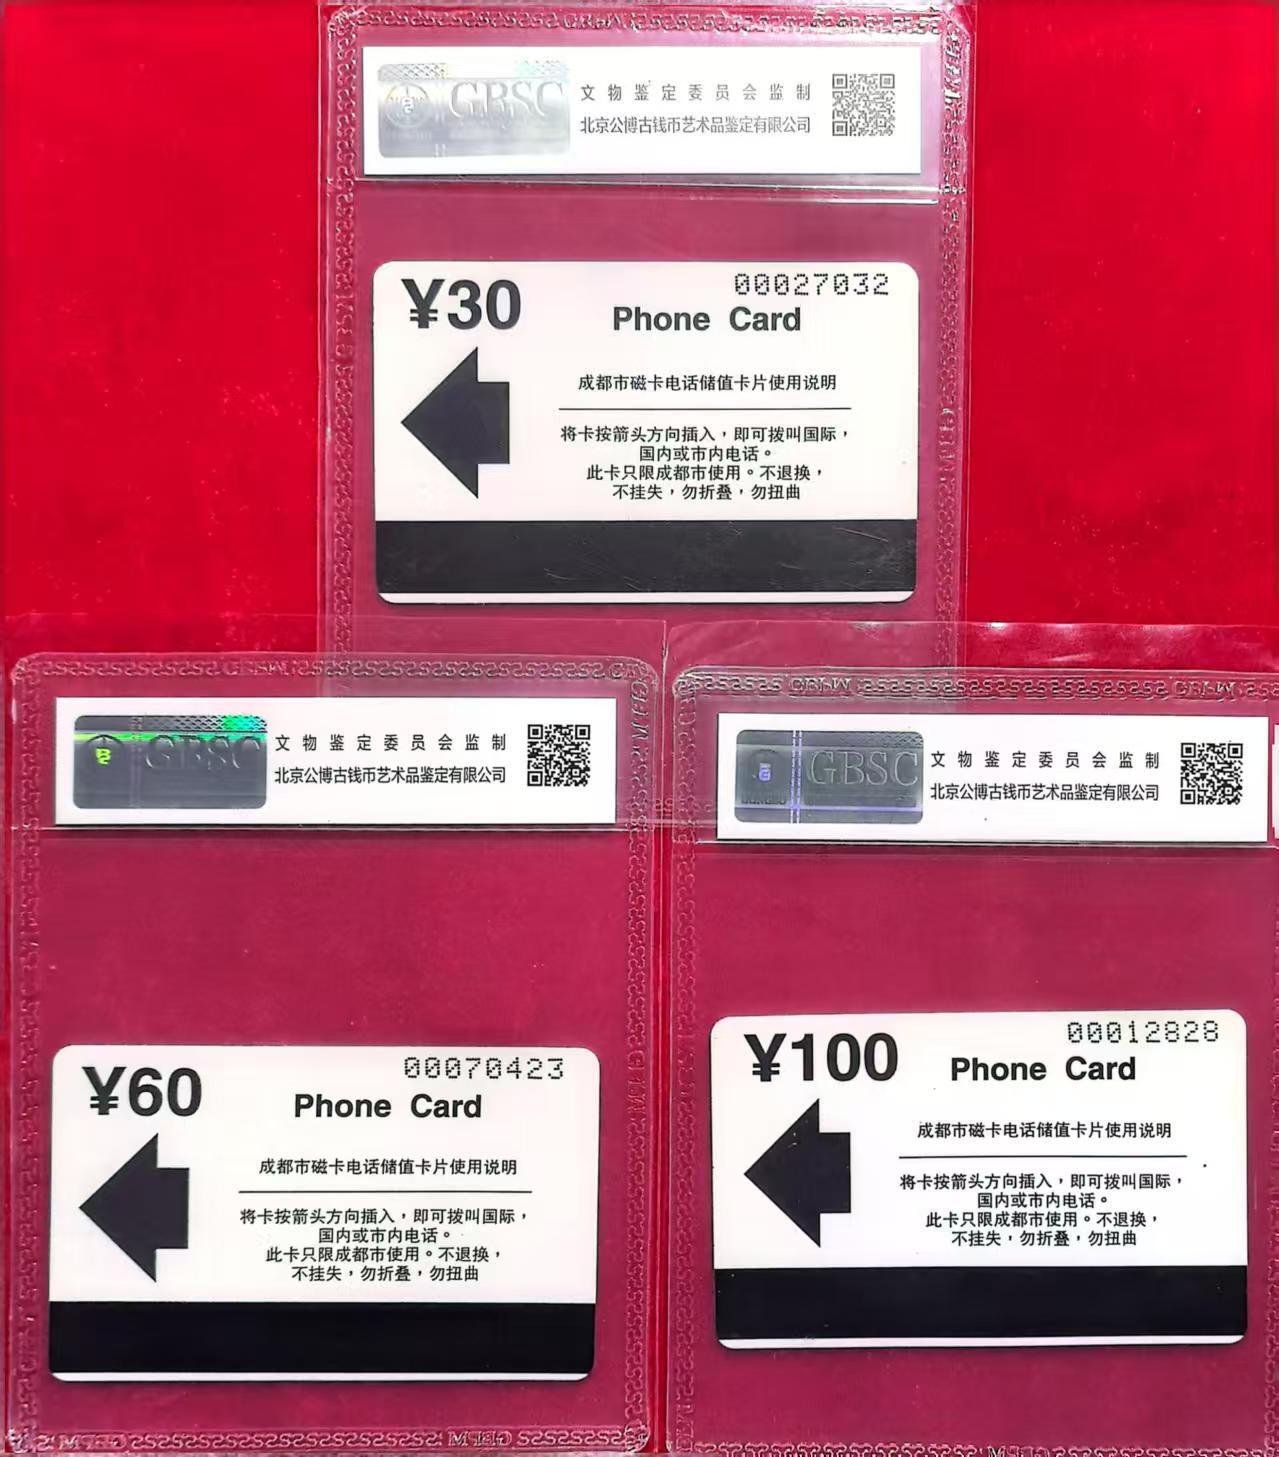 GBSC
文物鉴定委员会监制
北京公博古钱币艺术品鉴定有限公司
¥30
00027032
Phone Card
成都市磁卡电话储值卡片使用说明
将卡按箭头方向插入，即可拨叫国际，
国内或市内电话。
此卡只限成都市使用。不退换，
不挂失，勿折叠，勿扭曲
GBSC
文物鉴定委员会监制
北京公博古钱币艺术品鉴定有限公司
¥60
00070423
Phone Card
成都市磁卡电话储值卡片使用说明
将卡按箭头方向插入，即可拨叫国际，
国内或市内电话。
此卡只限成都市使用。不退换，
不挂失，勿折叠，勿扭曲
GBSC
文物鉴定委员会监制
北京公博古钱币艺术品鉴定有限公司
¥100
00012828
Phone Card
成都市磁卡电话储值卡片使用说明
将卡按箭头方向插入，即可拨叫国际，
国内或市内电话。
此卡只限成都市使用。不退换，
不挂失，勿折叠，勿扭曲